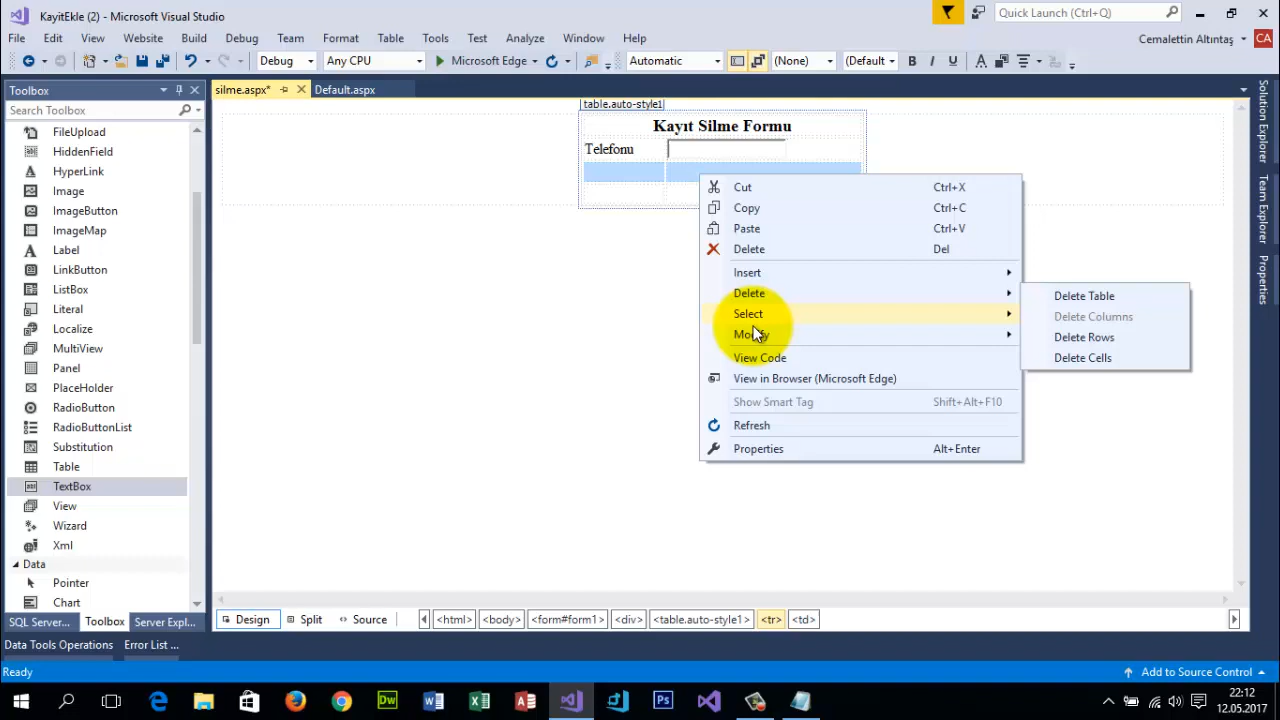 KayitEkle (2) - Microsoft Visual Studio
Quick Launch (Ctrl+Q)
File Edit View Website Build Debug Team Format Table Tools Test Analyze Window Help
Cemalettin Altıntaş CA
Debug Any CPU Microsoft Edge Automatic (None) (Default) B I U A
Toolbox
silme.aspx* Default.aspx
Search Toolbox
table.auto-style1
FileUpload
HiddenField
HyperLink
Image
ImageButton
ImageMap
Label
LinkButton
ListBox
Literal
Localize
MultiView
Panel
PlaceHolder
RadioButton
RadioButtonList
Substitution
Table
TextBox
View
Wizard
Xml
Data
Pointer
Chart
Kayıt Silme Formu
Telefonu
Cut Ctrl+X
Copy Ctrl+C
Paste Ctrl+V
Delete Del
Insert
Delete
Select
Modify
View Code
View in Browser (Microsoft Edge)
Show Smart Tag Shift+Alt+F10
Refresh
Properties Alt+Enter
Delete Table
Delete Columns
Delete Rows
Delete Cells
Solution Explorer
Team Explorer
Properties
SQL Server... Toolbox Server Expl...
Design Split Source <html> <body> <form#form1> <div> <table.auto-style1> <tr> <td>
Data Tools Operations Error List ...
Ready
Add to Source Control
Dw
Ps
22:12
12.05.2017